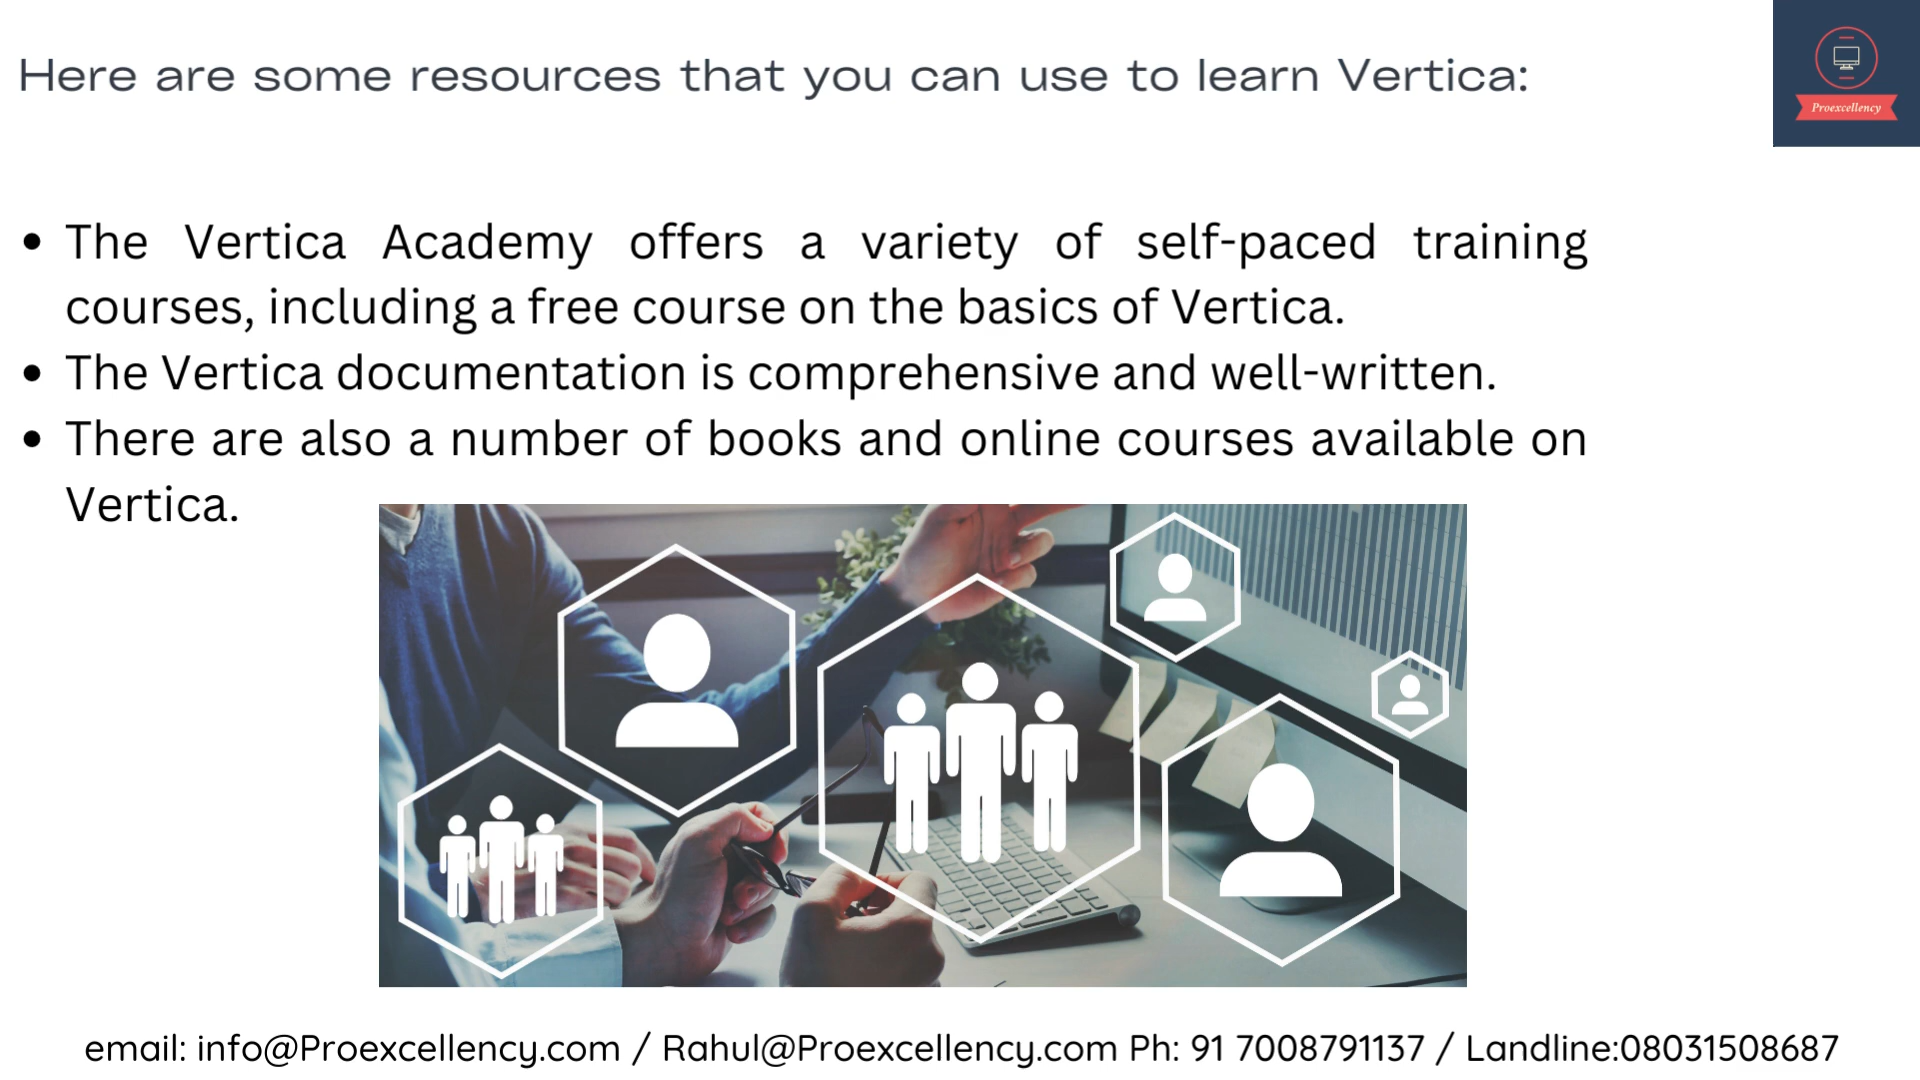 Here are some resources that you can use to learn Vertica:
Proexcellency
• The Vertica Academy offers a variety of self-paced training
courses, including a free course on the basics of Vertica.
• The Vertica documentation is comprehensive and well-written.
• There are also a number of books and online courses available on
Vertica.
email: info@Proexcellency.com / Rahul@Proexcellency.com Ph: 91 7008791137 / Landline:08031508687